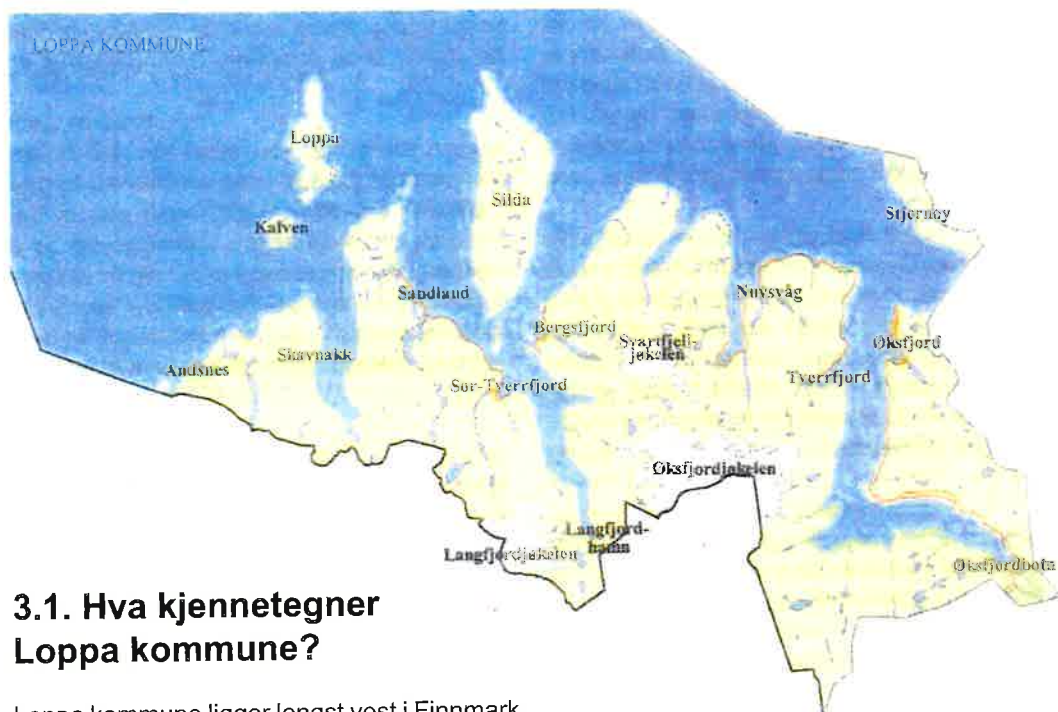 LOPPA KOMMUNE
Loppa
Silda
Stjernøy
Kalven
Sandland
Nuvsvåg
Bergsfjord
Svartfjell-
jøkelen
Øksfjord
Skavnakk
Andsnes
Sør-Tverrfjord
Tverrfjord
Øksfjordjøkelen
Langfjord-
hamn
Langfjordjøkelen
Øksfjordbotn
3.1. Hva kjennetegner
Loppa kommune?
Loppa kommune ligger lengst vest i Finnmark